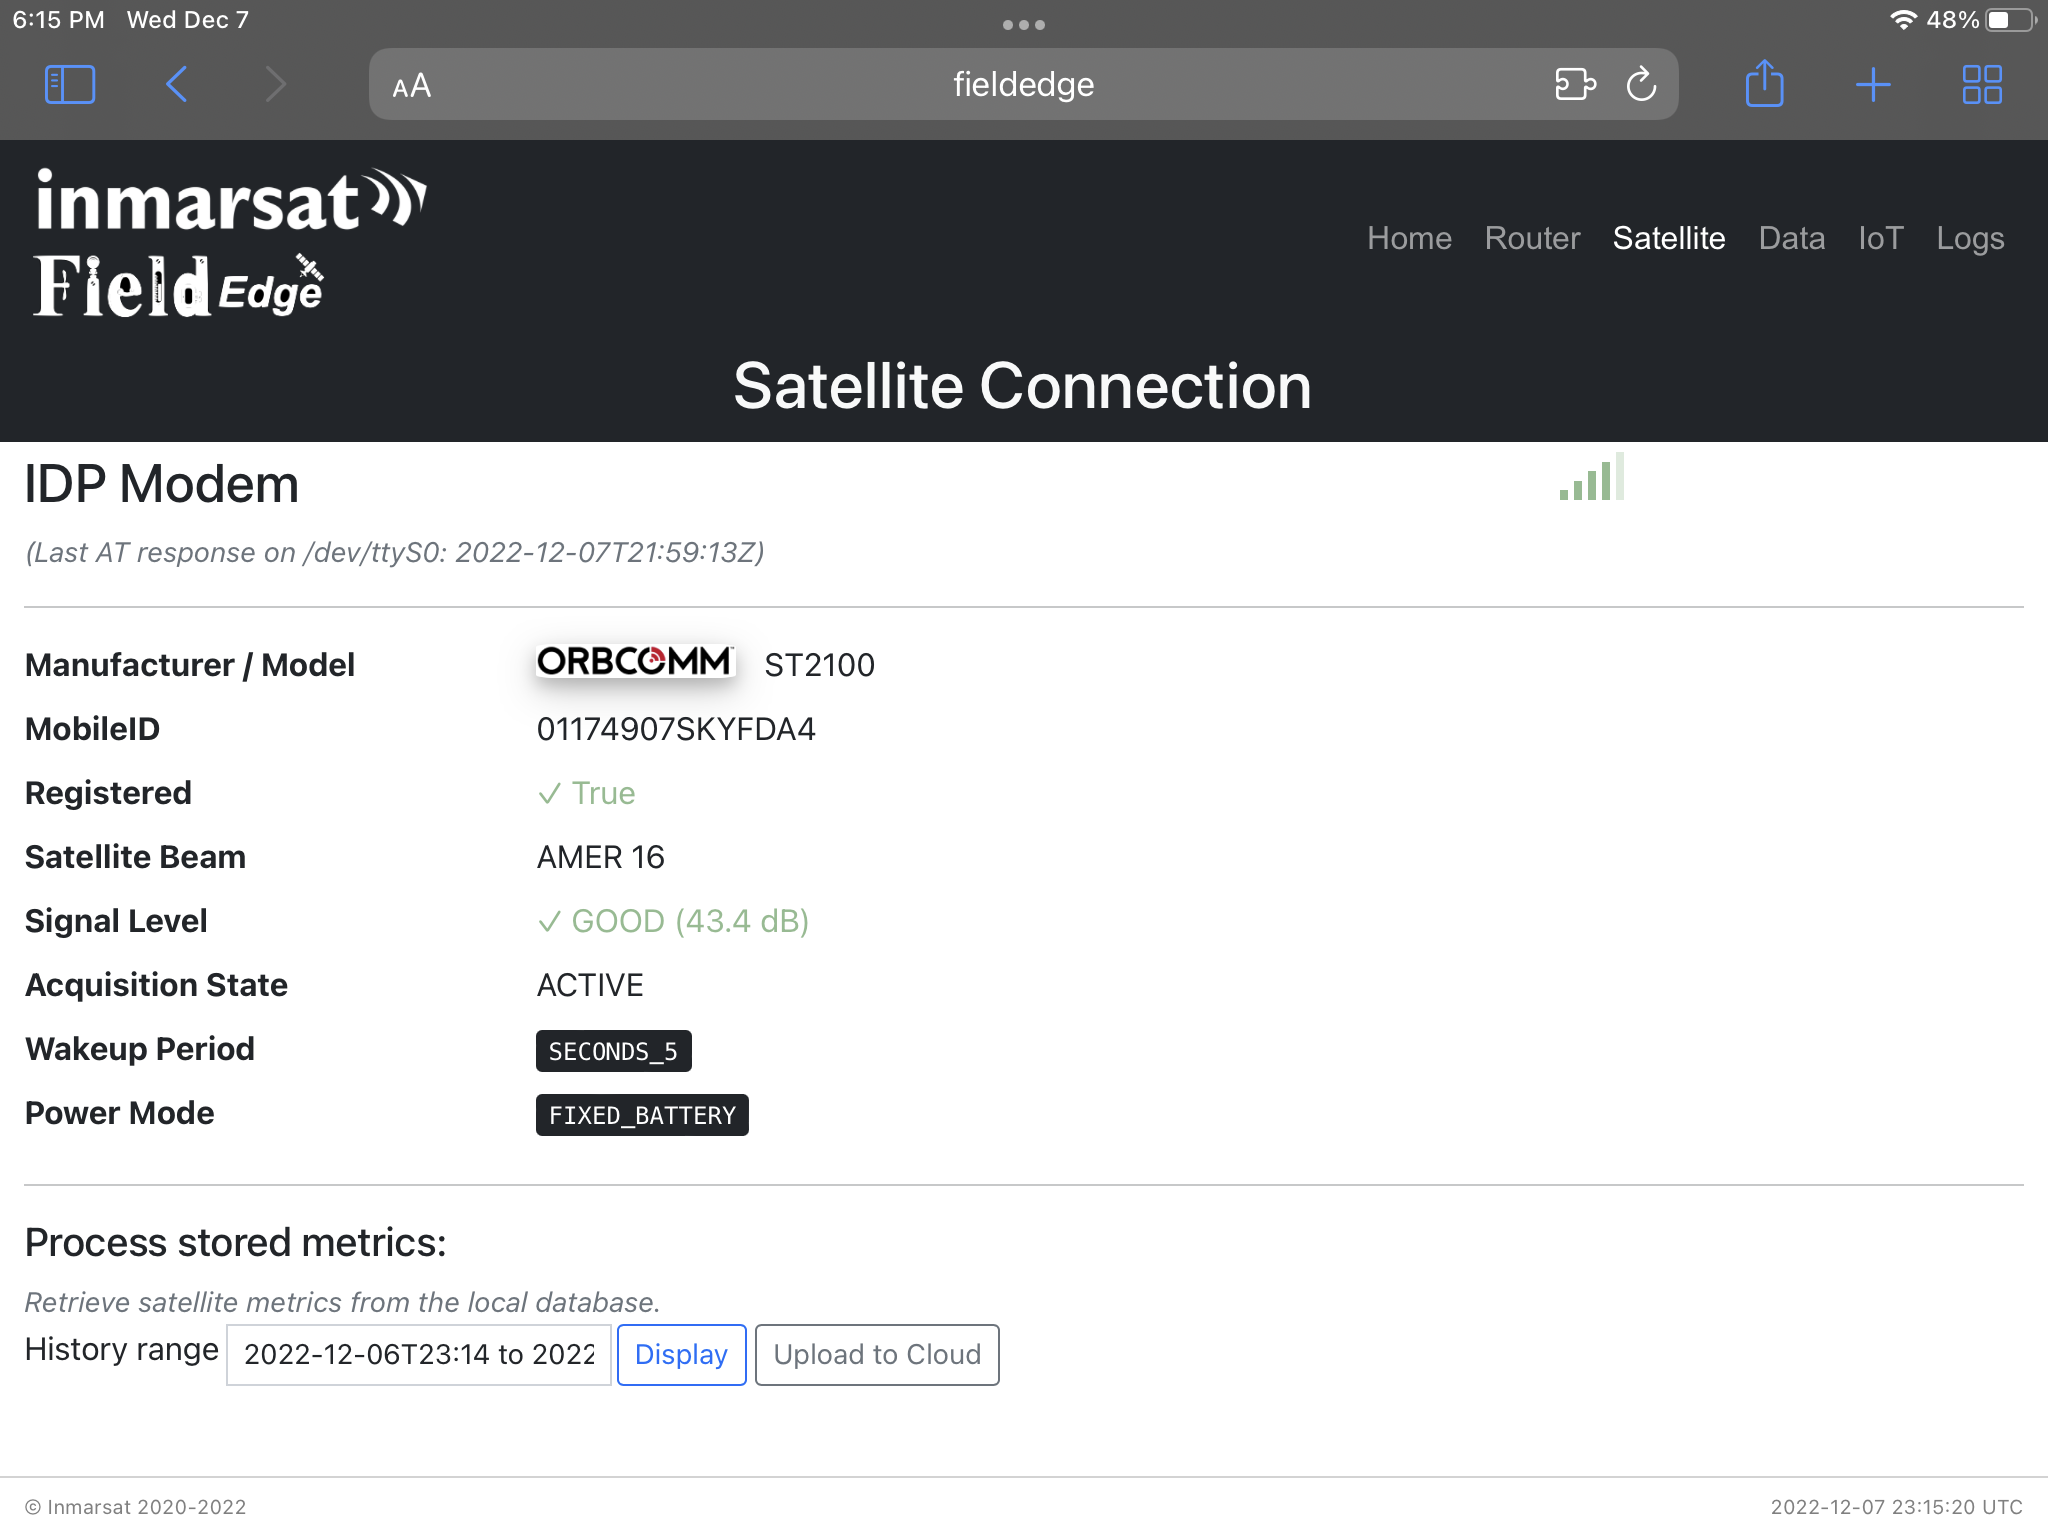 6:15 PM Wed Dec 7
48%
AA
fieldedge
inmarsat
Field Edge
Home Router Satellite Data IoT Logs
Satellite Connection
IDP Modem
(Last AT response on /dev/ttyS0: 2022-12-07T21:59:13Z)
Manufacturer / Model ORBCOMM ST2100
MobileID 01174907SKYFDA4
Registered ✓ True
Satellite Beam AMER 16
Signal Level ✓ GOOD (43.4 dB)
Acquisition State ACTIVE
Wakeup Period SECONDS_5
Power Mode FIXED_BATTERY
Process stored metrics:
Retrieve satellite metrics from the local database.
History range 2022-12-06T23:14 to 2022 Display Upload to Cloud
© Inmarsat 2020-2022
2022-12-07 23:15:20 UTC